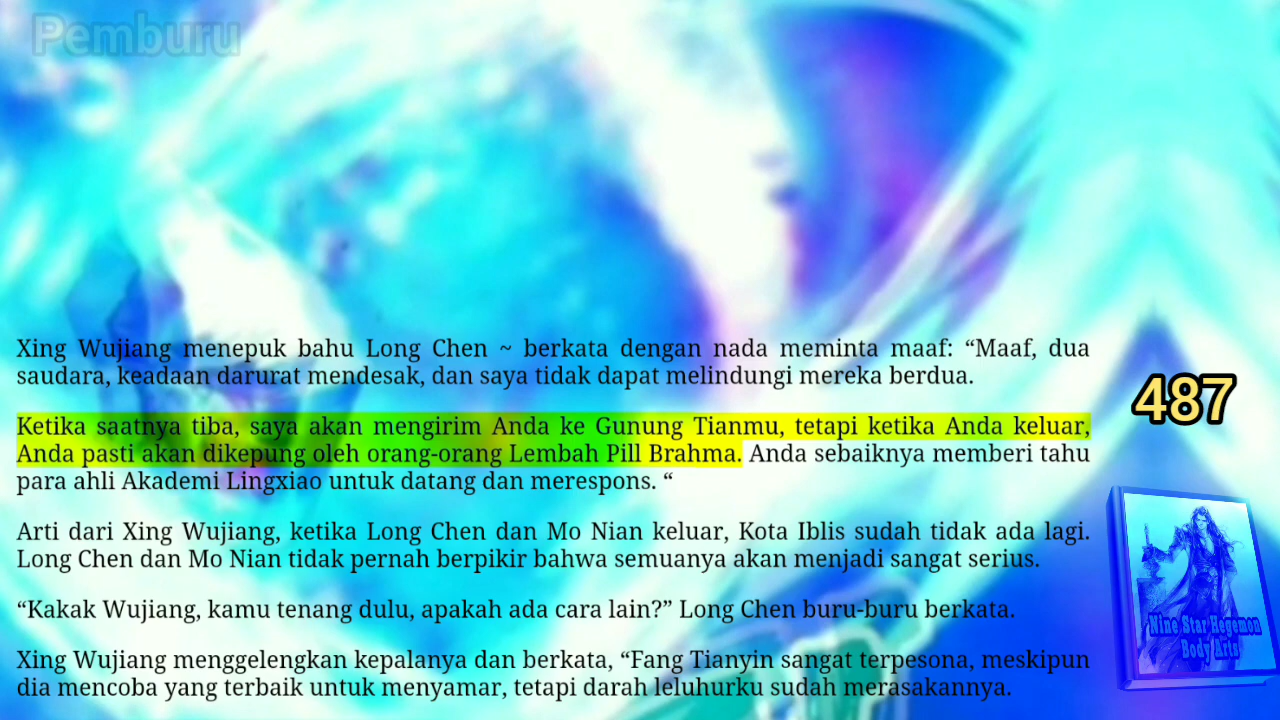 Pemburu
Xing Wujiang menepuk bahu Long Chen ~ berkata dengan nada meminta maaf: “Maaf, dua
saudara, keadaan darurat mendesak, dan saya tidak dapat melindungi mereka berdua.
Ketika saatnya tiba, saya akan mengirim Anda ke Gunung Tianmu, tetapi ketika Anda keluar,
Anda pasti akan dikepung oleh orang-orang Lembah Pill Brahma. Anda sebaiknya memberi tahu
para ahli Akademi Lingxiao untuk datang dan merespons. “
Arti dari Xing Wujiang, ketika Long Chen dan Mo Nian keluar, Kota Iblis sudah tidak ada lagi.
Long Chen dan Mo Nian tidak pernah berpikir bahwa semuanya akan menjadi sangat serius.
“Kakak Wujiang, kamu tenang dulu, apakah ada cara lain?” Long Chen buru-buru berkata.
Xing Wujiang menggelengkan kepalanya dan berkata, “Fang Tianyin sangat terpesona, meskipun
dia mencoba yang terbaik untuk menyamar, tetapi darah leluhurku sudah merasakannya.
487
Nine Star Hegemon
Body Arts